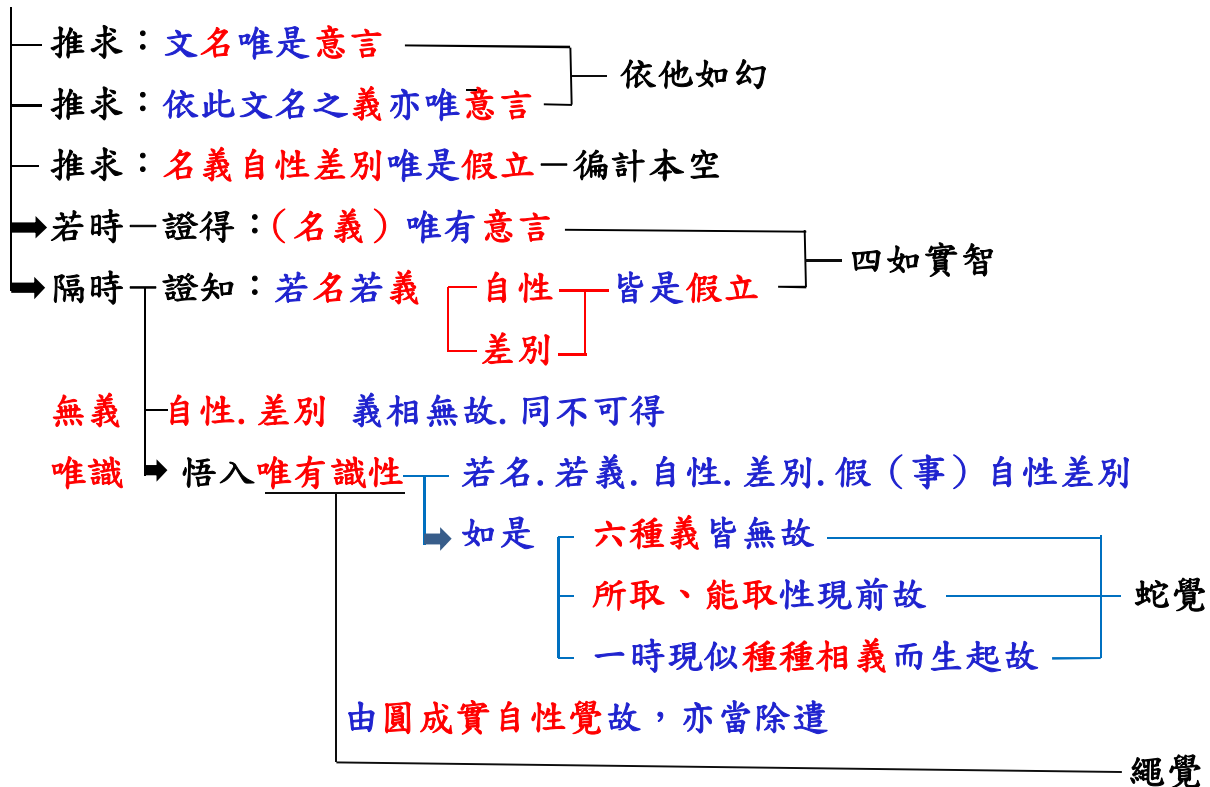 推求：文名唯是意言
依他如幻
推求：依此文名之義亦唯意言
推求：名義自性差別唯是假立－徧計本空
若時－證得：（名義）唯有意言
四如實智
隔時－證知：若名若義 自性 皆是假立
差別
無義 自性．差別 義相無故．同不可得
唯識 悟入唯有識性 若名．若義．自性．差別．假（事）自性差別
如是 六種義皆無故
所取、能取性現前故 蛇覺
一時現似種種相義而生起故
由圓成實自性覺故，亦當除遣
繩覺